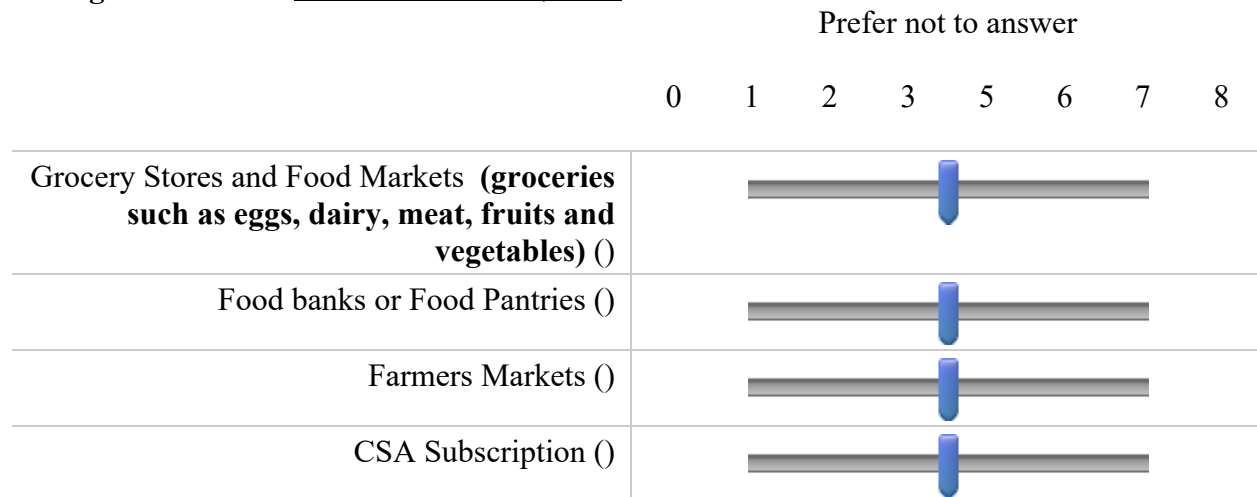 Prefer not to answer
0 1 2 3 5 6 7 8
Grocery Stores and Food Markets (groceries
such as eggs, dairy, meat, fruits and
vegetables) ()
Food banks or Food Pantries ()
Farmers Markets ()
CSA Subscription ()